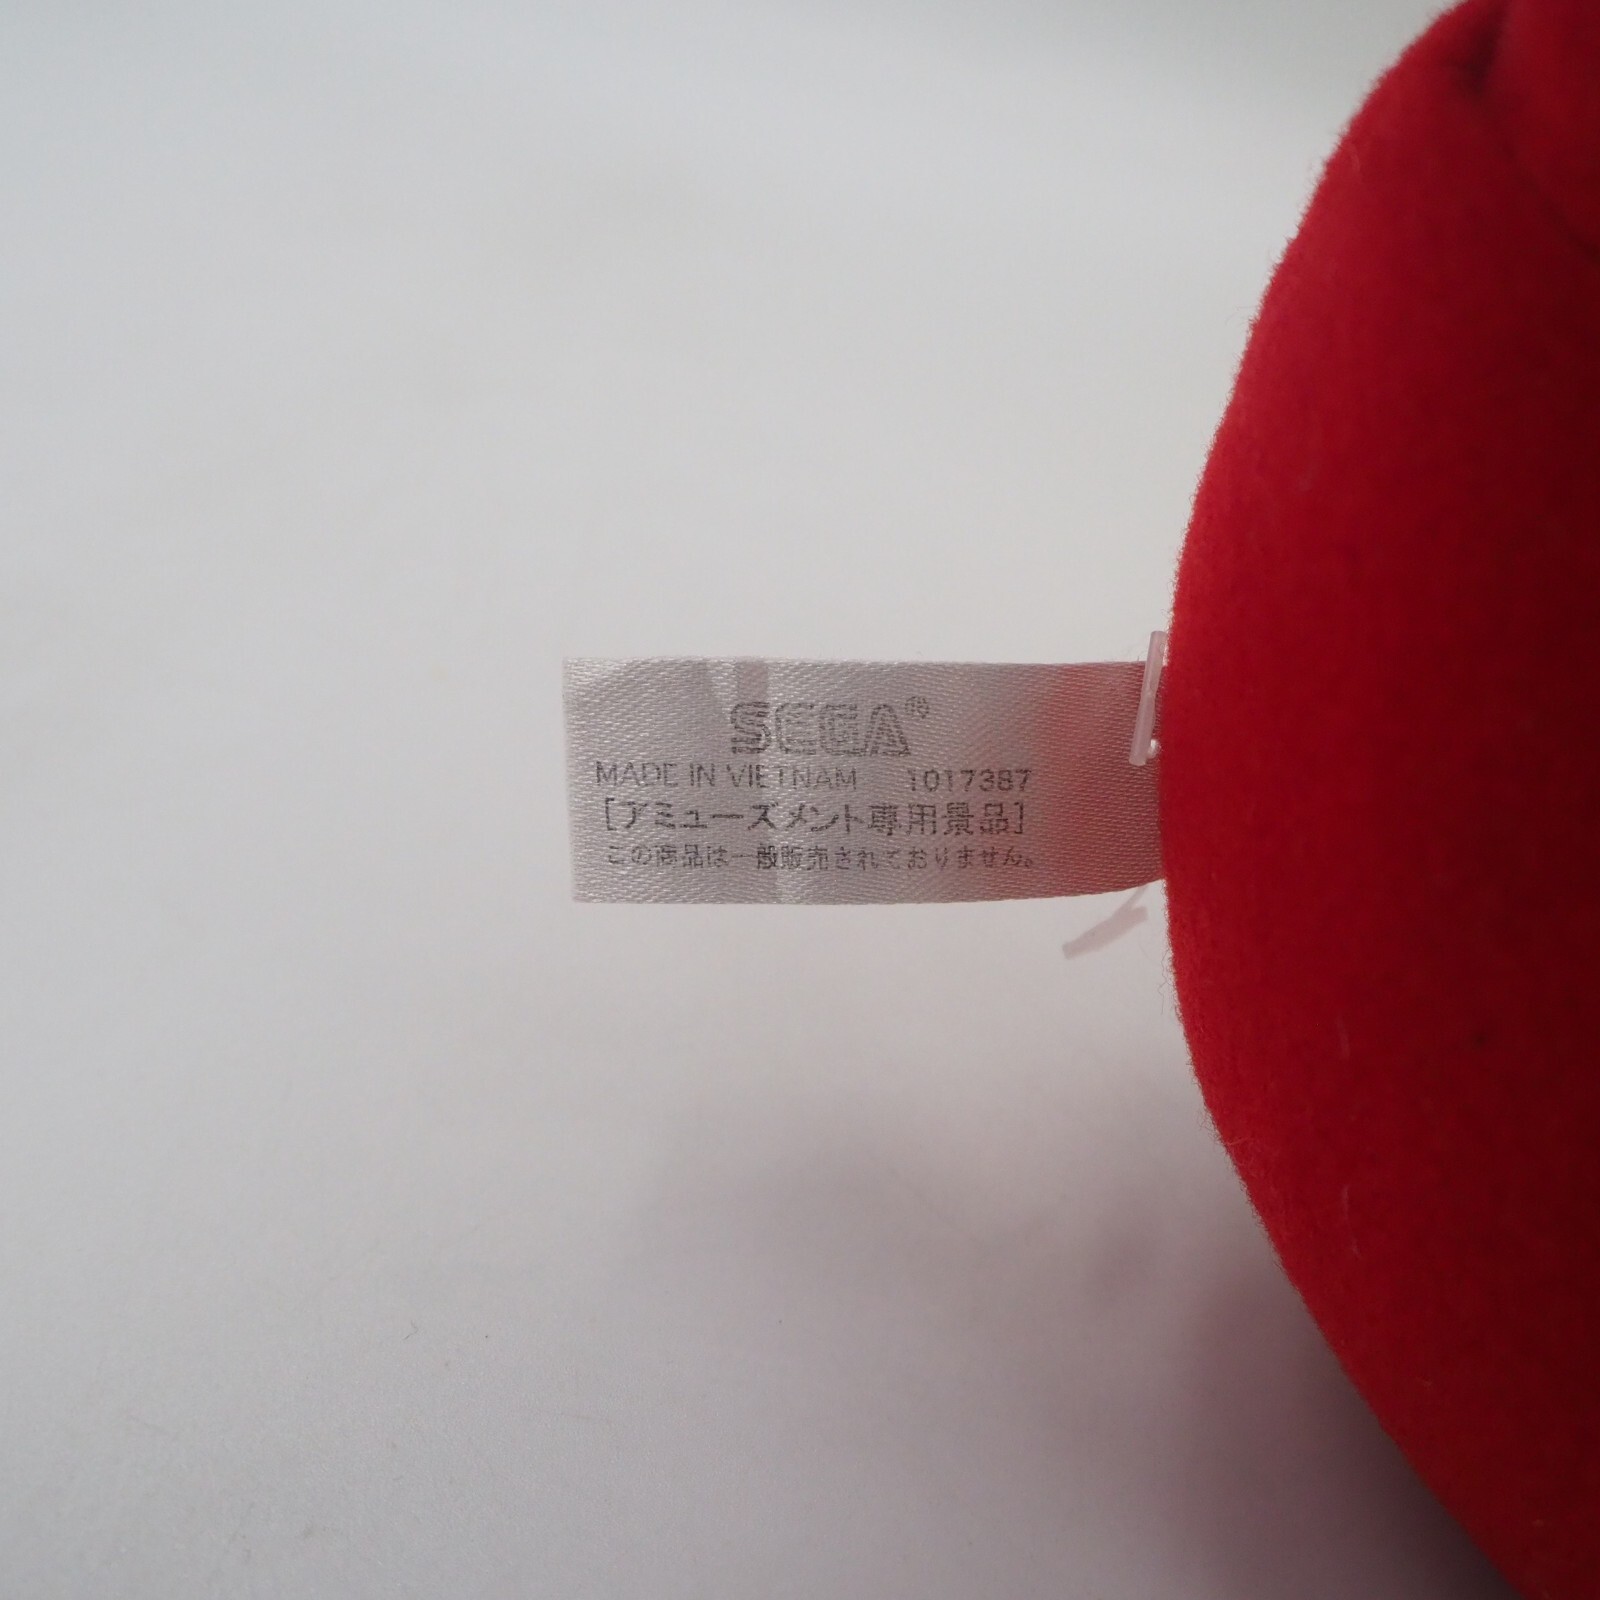 SEGA®
MADE IN VIETNAM 1017387
[アミューズメント専用景品]
この商品は一般販売されておりません。